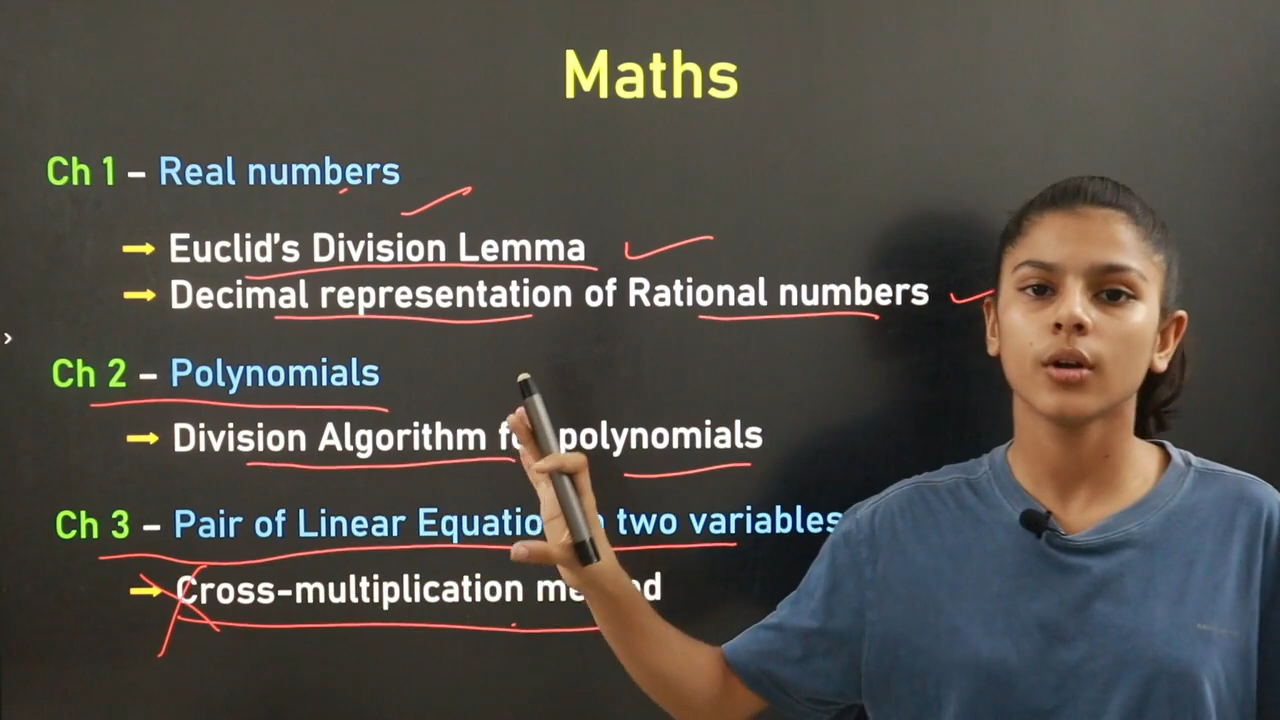 Maths
Ch 1 – Real numbers
→ Euclid's Division Lemma
→ Decimal representation of Rational numbers
Ch 2 – Polynomials
→ Division Algorithm polynomials
Ch 3 – Pair of Linear two variables
→ Cross-multiplication